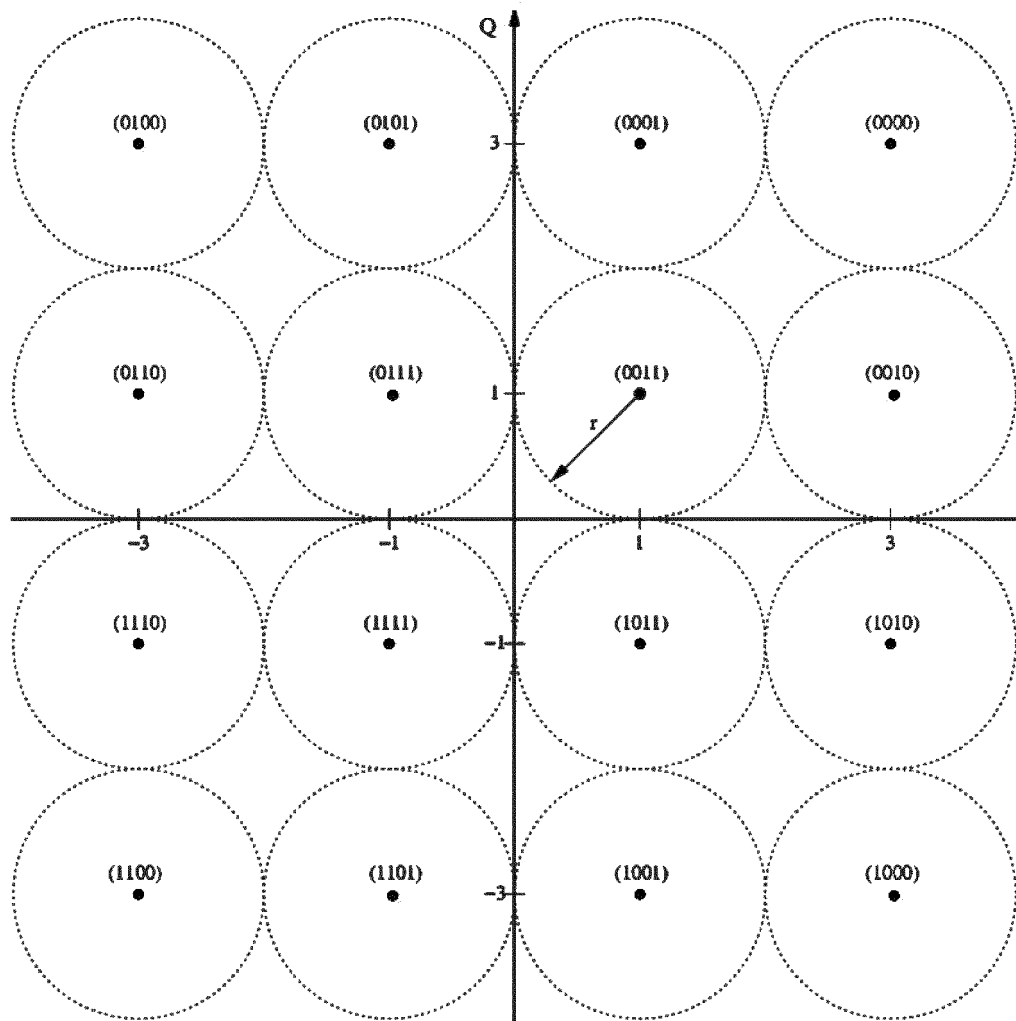 Q
(0100) (0101) (0001) (0000)
3
(0110) (0111) (0011) (0010)
1
r
-3 -1 1 3
(1110) (1111) (1011) (1010)
-1
(1100) (1101) (1001) (1000)
-3